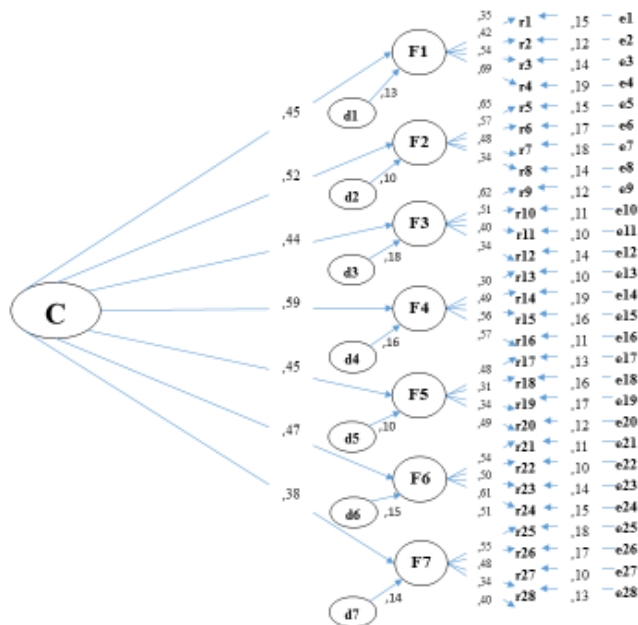 C
,45
,52
,44
,59
,45
,47
,38
F1
,13
d1
F2
,10
d2
F3
,18
d3
F4
,16
d4
F5
,10
d5
F6
,15
d6
F7
,14
d7
,35 r1 ,15 e1
,42 r2 ,12 e2
,54 r3 ,14 e3
,69 r4 ,19 e4
,65 r5 ,15 e5
,57 r6 ,17 e6
,48 r7 ,18 e7
,34 r8 ,14 e8
,62 r9 ,12 e9
,51 r10 ,11 e10
,40 r11 ,10 e11
,34 r12 ,14 e12
,30 r13 ,10 e13
,49 r14 ,19 e14
,56 r15 ,16 e15
,57 r16 ,11 e16
,48 r17 ,13 e17
,31 r18 ,16 e18
,34 r19 ,17 e19
,49 r20 ,12 e20
,54 r21 ,11 e21
,50 r22 ,10 e22
,61 r23 ,14 e23
,51 r24 ,15 e24
,55 r25 ,18 e25
,48 r26 ,17 e26
,34 r27 ,10 e27
,40 r28 ,13 e28